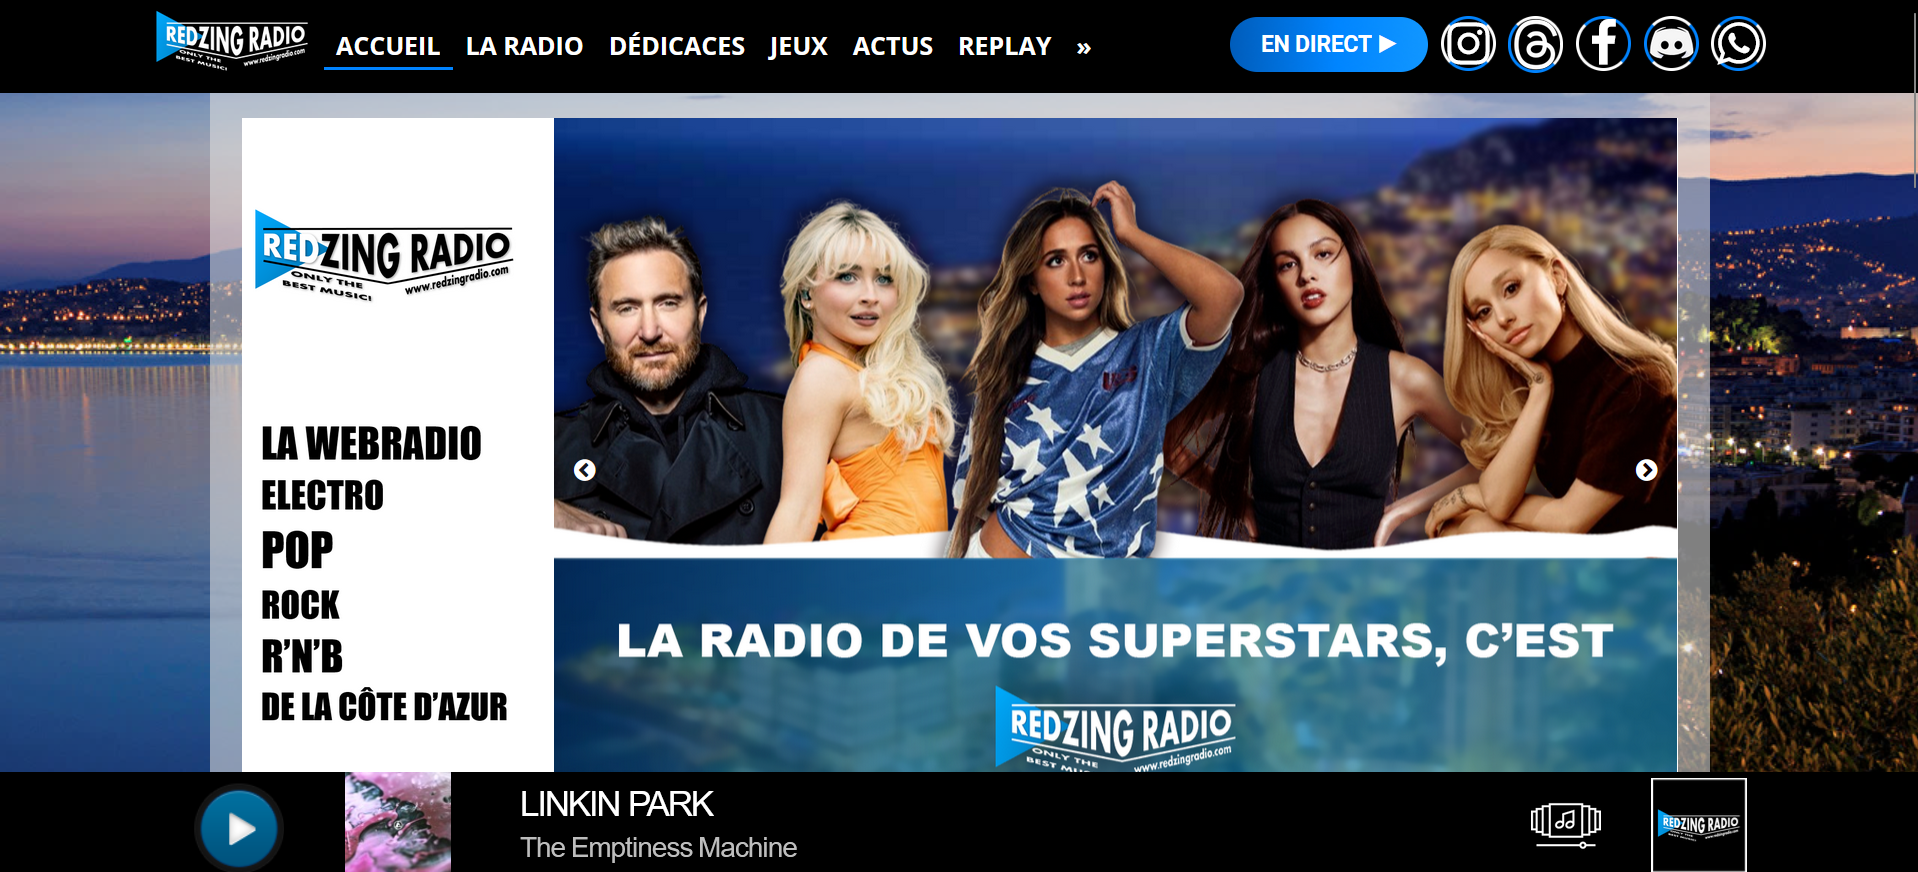 REDZING RADIO
ONLY THE
BEST MUSIC!
www.redzingradio.com
ACCUEIL LA RADIO DÉDICACES JEUX ACTUS REPLAY »
EN DIRECT
REDZING RADIO
ONLY THE
BEST MUSIC!
www.redzingradio.com
LA WEBRADIO
ELECTRO
POP
ROCK
R’N’B
DE LA CÔTE D’AZUR
LA RADIO DE VOS SUPERSTARS, C’EST
REDZING RADIO
ONLY THE
www.redzingradio.com
LINKIN PARK
The Emptiness Machine
REDZING RADIO